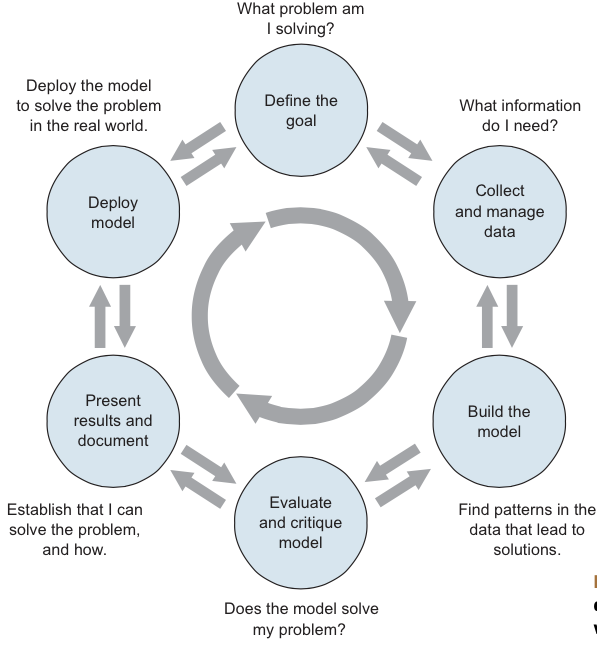 What problem am
I solving?
Define the
goal
Deploy the model
to solve the problem
in the real world.
What information
do I need?
Deploy
model
Collect
and manage
data
Present
results and
document
Build the
model
Evaluate
and critique
model
Establish that I can
solve the problem,
and how.
Find patterns in the
data that lead to
solutions.
Does the model solve
my problem?